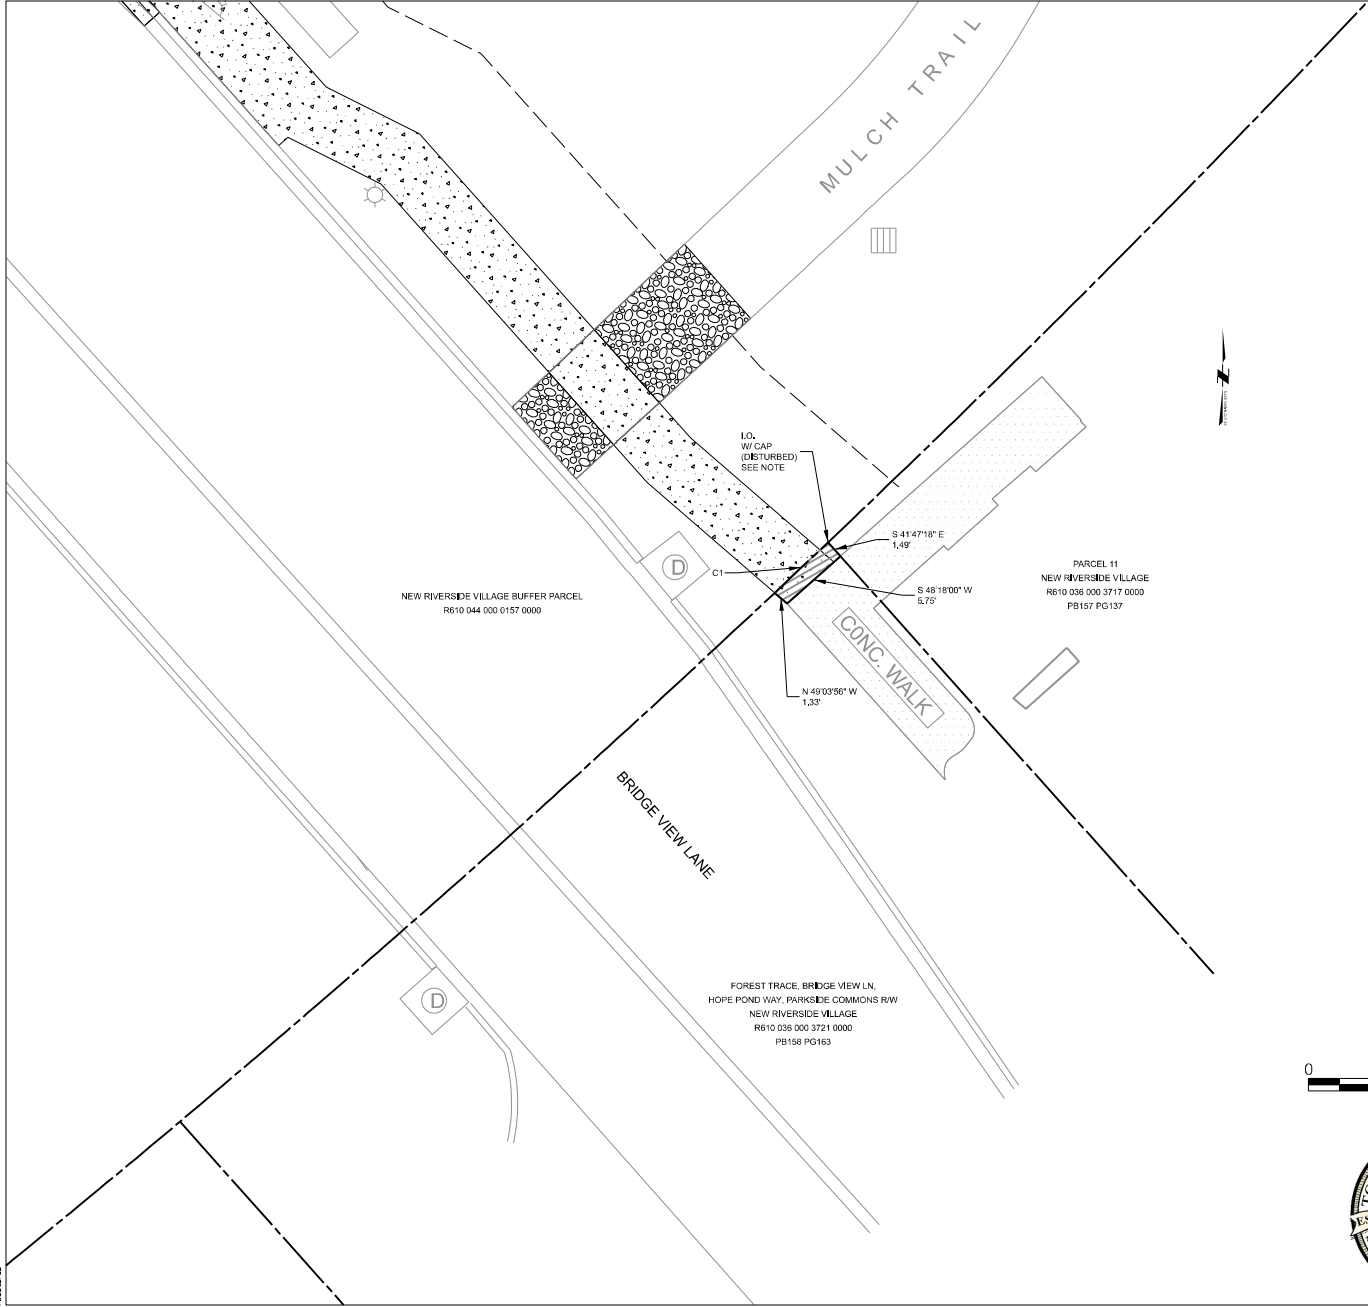 MULCH TRAIL
I.O.
W/ CAP
(DISTURBED)
SEE NOTE
S 41°47'18" E
1.49'
C1
S 48°18'00" W
5.75'
PARCEL 11
NEW RIVERSIDE VILLAGE
R610 036 000 3717 0000
PB157 PG137
D
NEW RIVERSIDE VILLAGE BUFFER PARCEL
R610 044 000 0157 0000
CONC. WALK
N 49°03'56" W
1.33'
BRIDGE VIEW LANE
FOREST TRACE, BRIDGE VIEW LN,
HOPE POND WAY, PARKSIDE COMMONS R/W
NEW RIVERSIDE VILLAGE
R610 036 000 3721 0000
PB158 PG163
D
0